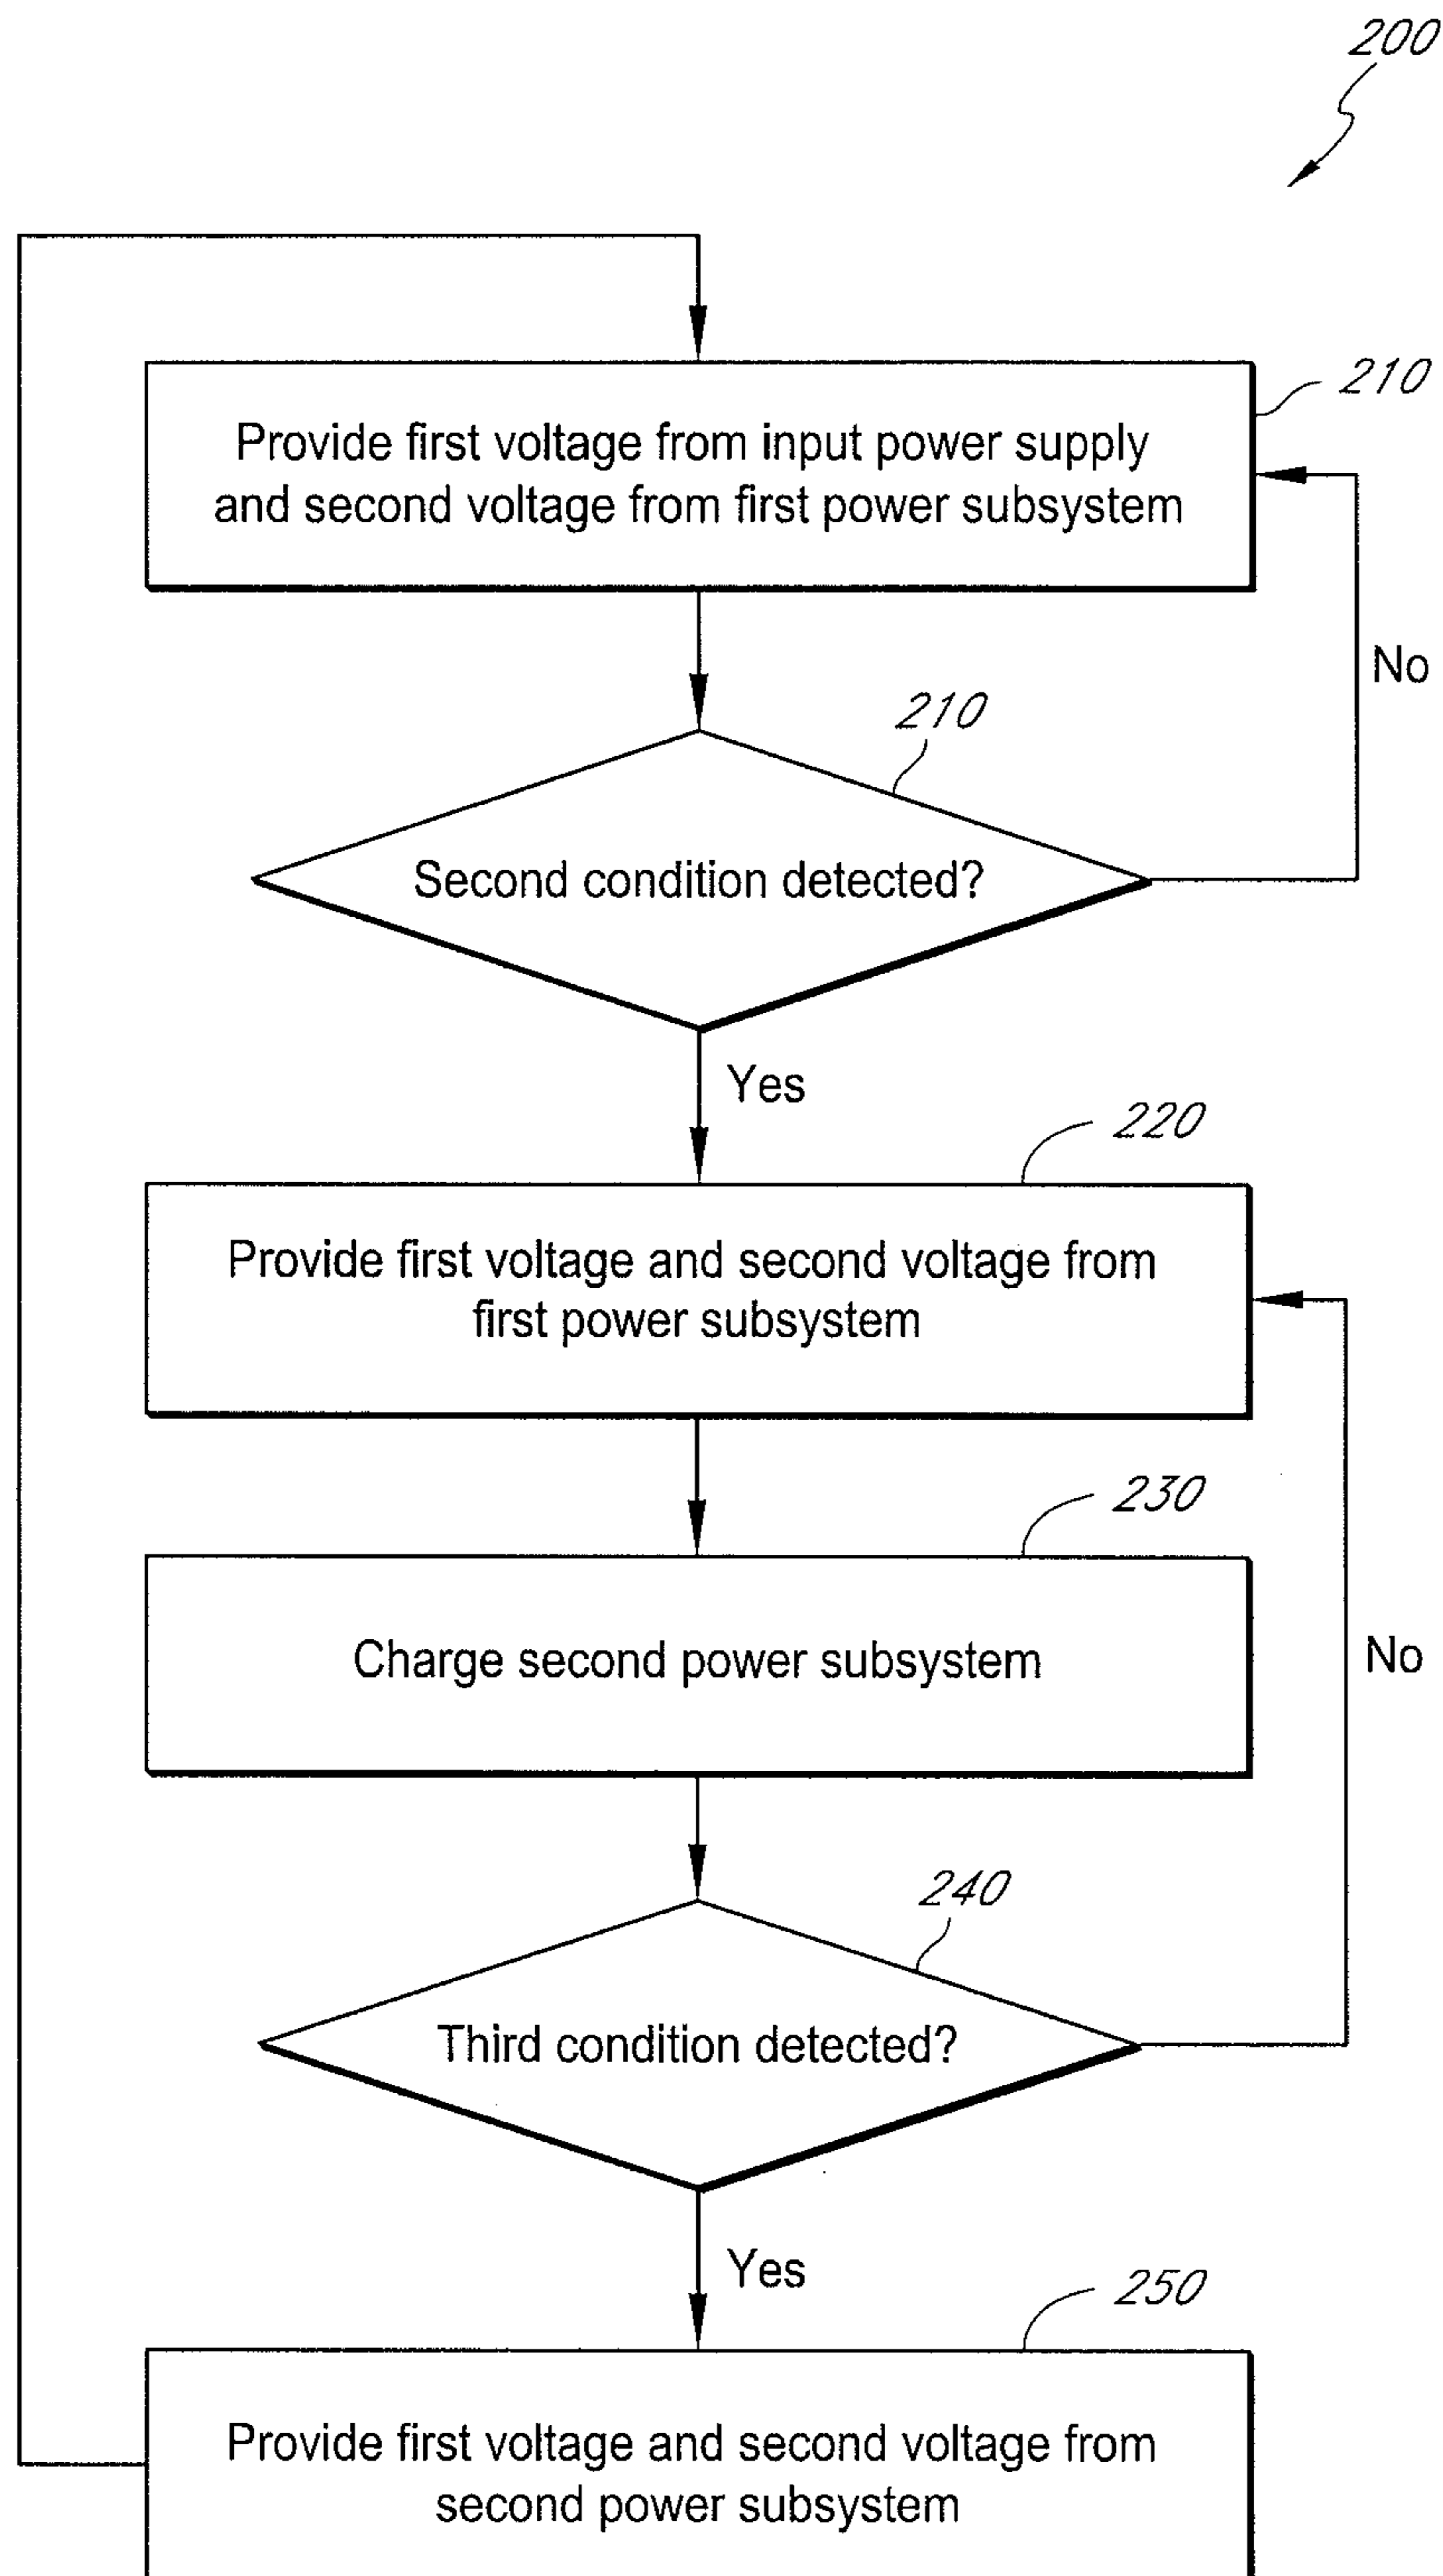 200
210
Provide first voltage from input power supply
and second voltage from first power subsystem
No
210
Second condition detected?
Yes
220
Provide first voltage and second voltage from
first power subsystem
230
Charge second power subsystem
No
240
Third condition detected?
Yes
250
Provide first voltage and second voltage from
second power subsystem